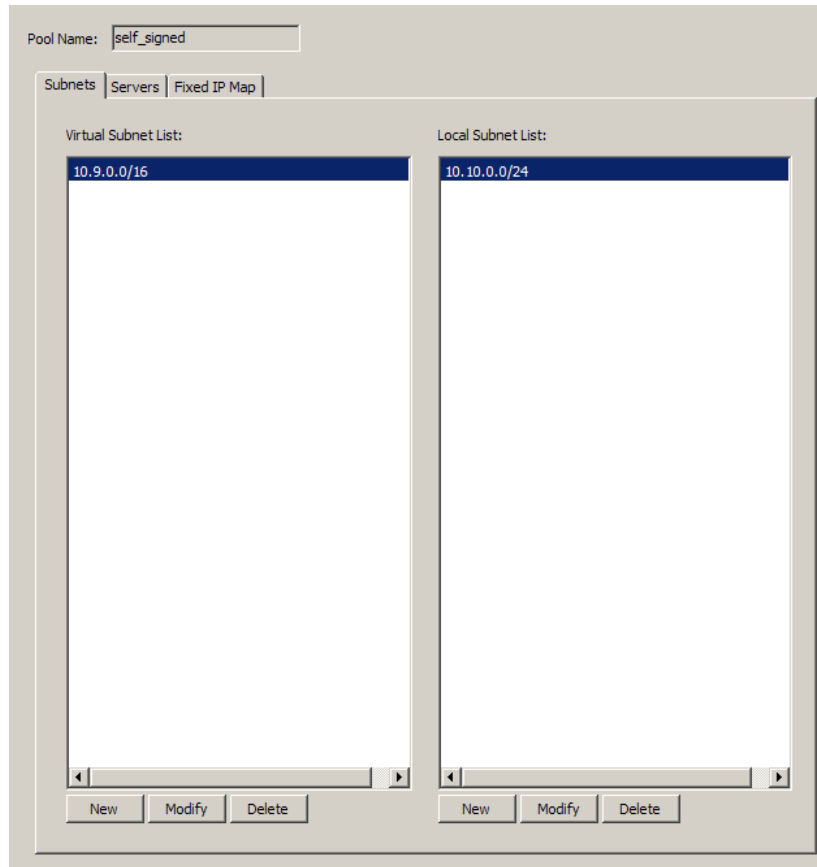 Pool Name: self_signed
Subnets Servers Fixed IP Map
Virtual Subnet List: Local Subnet List:
10.9.0.0/16 10.10.0.0/24
New Modify Delete New Modify Delete